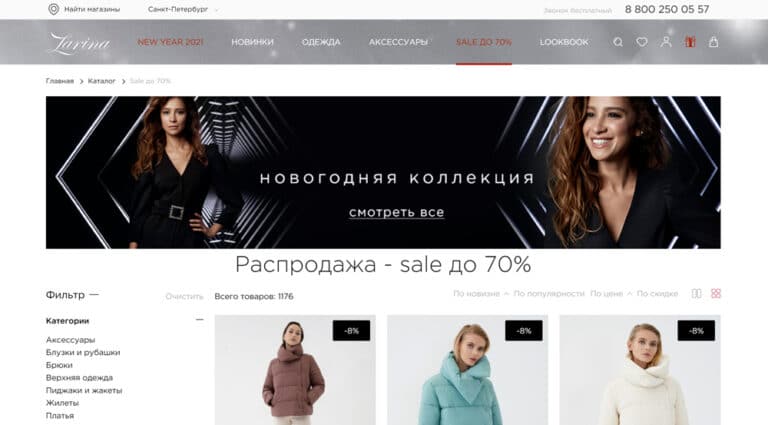 Найти магазины
Санкт-Петербург
Звонок бесплатный 8 800 250 05 57
Zarina NEW YEAR 2021 НОВИНКИ ОДЕЖДА АКСЕССУАРЫ SALE ДО 70% LOOKBOOK
Главная > Каталог > Sale до 70%
НОВОГОДНЯЯ КОЛЛЕКЦИЯ
смотреть все
Распродажа - sale до 70%
Фильтр —
Очистить
Всего товаров: 1176
По новизне По популярности По цене По скидке
Категории —
Аксессуары
Блузки и рубашки
Брюки
Верхняя одежда
Пиджаки и жакеты
Жилеты
Платья
-8%
-8%
-8%